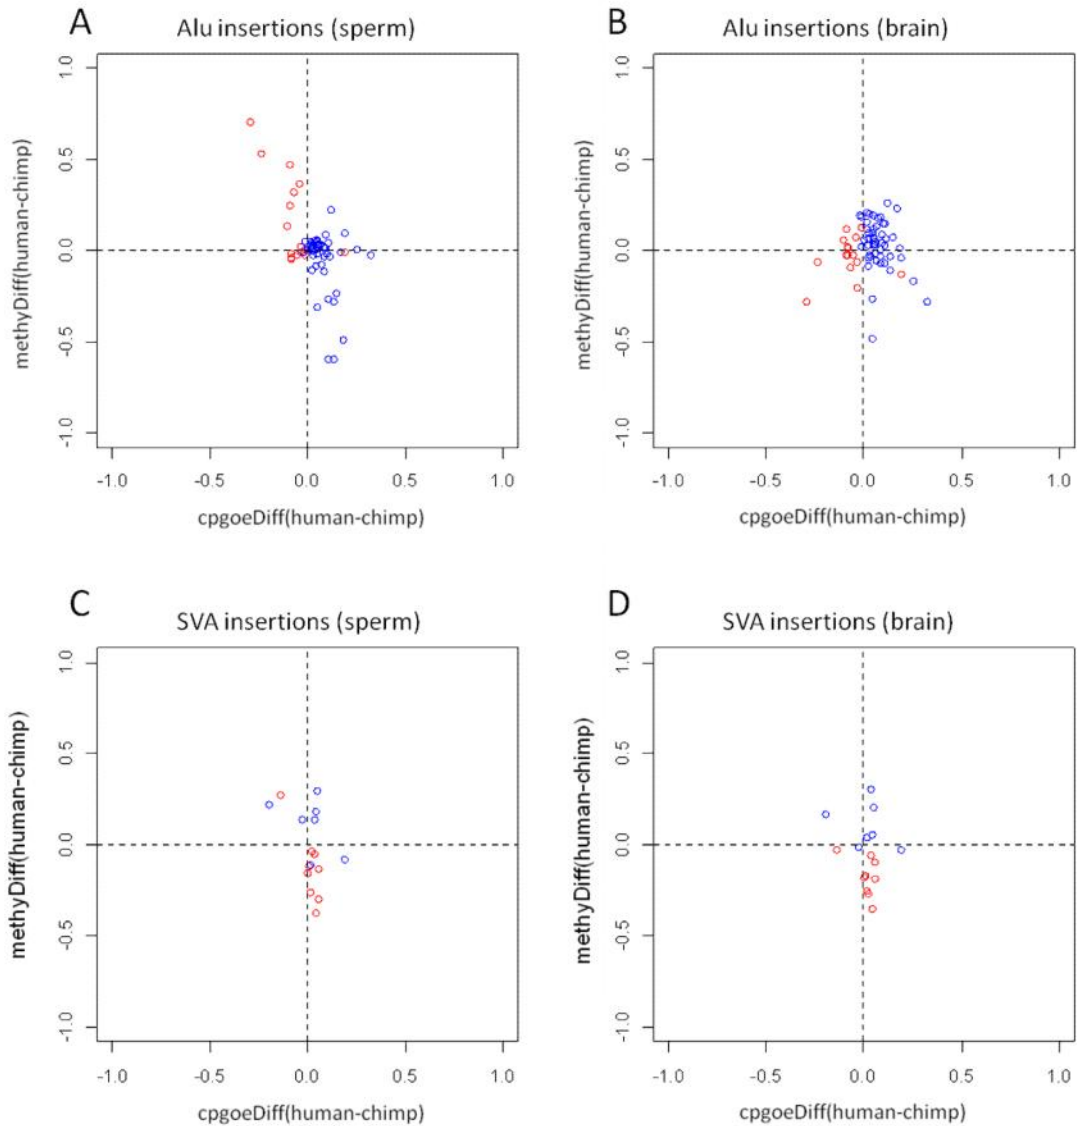 A
Alu insertions (sperm)
methyDiff(human-chimp)
1.0
0.5
0.0
-0.5
-1.0
-1.0 -0.5 0.0 0.5 1.0
cpgoeDiff(human-chimp)
B
Alu insertions (brain)
methyDiff(human-chimp)
1.0
0.5
0.0
-0.5
-1.0
-1.0 -0.5 0.0 0.5 1.0
cpgoeDiff(human-chimp)
C
SVA insertions (sperm)
methyDiff(human-chimp)
1.0
0.5
0.0
-0.5
-1.0
-1.0 -0.5 0.0 0.5 1.0
cpgoeDiff(human-chimp)
D
SVA insertions (brain)
methyDiff(human-chimp)
1.0
0.5
0.0
-0.5
-1.0
-1.0 -0.5 0.0 0.5 1.0
cpgoeDiff(human-chimp)